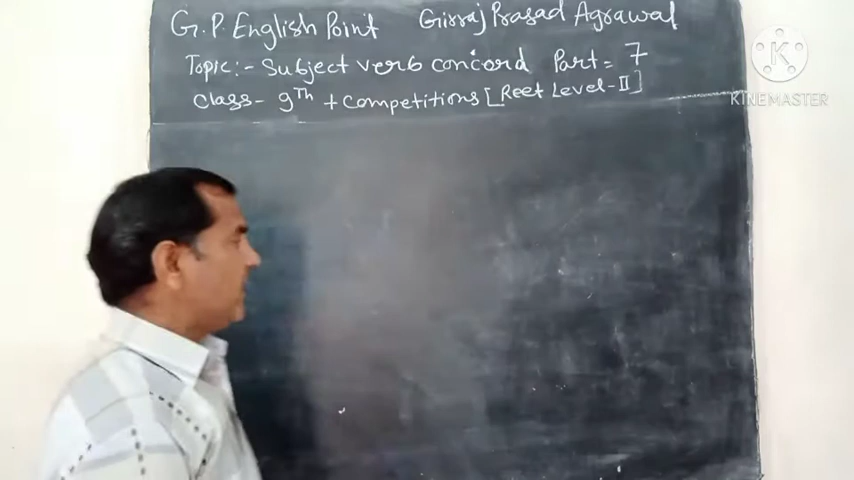 G.P. English Point Girraj Prasad Agrawal
Topic:- Subject verb concord Part = 7
Class- 9Th + Competitions [Reet Level-II]
K
KINEMASTER